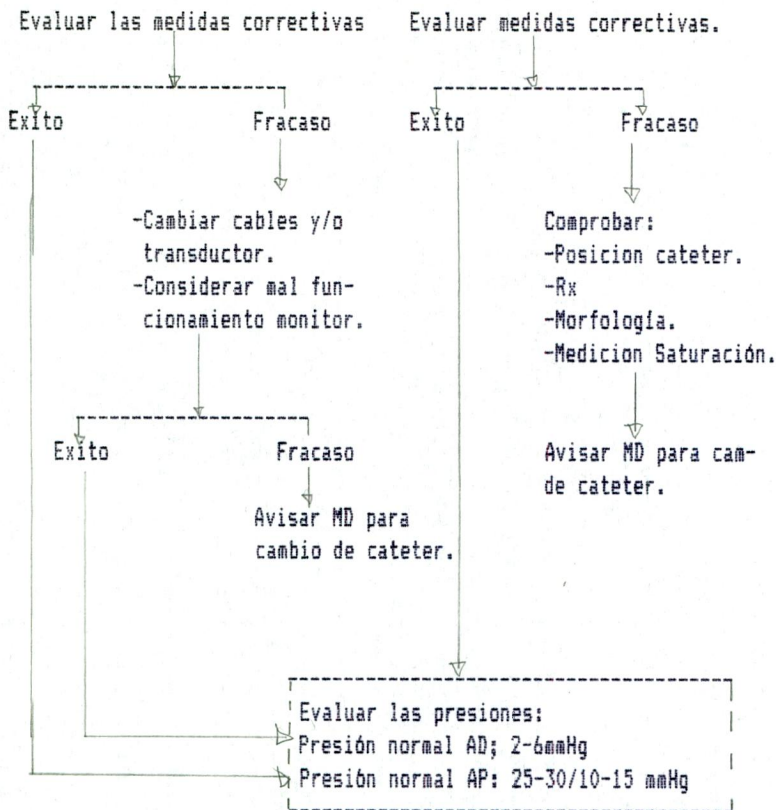 Evaluar las medidas correctivas
Exito
Fracaso
-Cambiar cables y/o
transductor.
-Considerar mal fun-
cionamiento monitor.
Exito
Fracaso
Avisar MD para
cambio de cateter.
Evaluar medidas correctivas.
Exito
Fracaso
Comprobar:
-Posicion cateter.
-Rx
-Morfología.
-Medicion Saturación.
Avisar MD para cam-
de cateter.
Evaluar las presiones:
Presión normal AD; 2-6mmHg
Presión normal AP: 25-30/10-15 mmHg